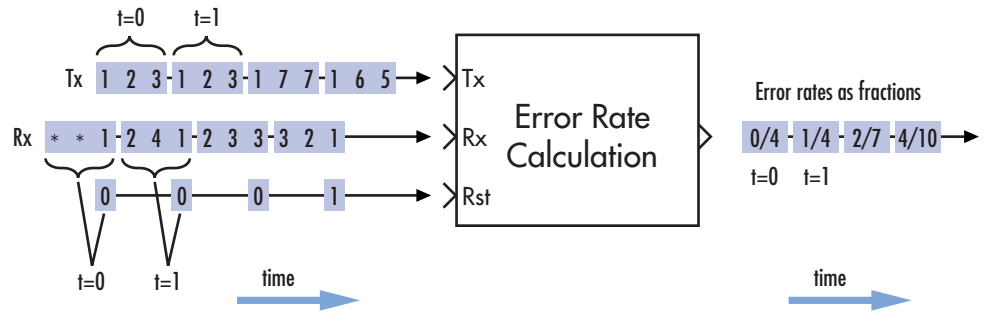 t=0 t=1
Tx 1 2 3 1 2 3 1 7 7 1 6 5
Rx * * 1 2 4 1 2 3 3 3 2 1
0 0 0 1
t=0 t=1
time
Tx
Rx
Rst
Error Rate
Calculation
Error rates as fractions
0/4 1/4 2/7 4/10
t=0 t=1
time